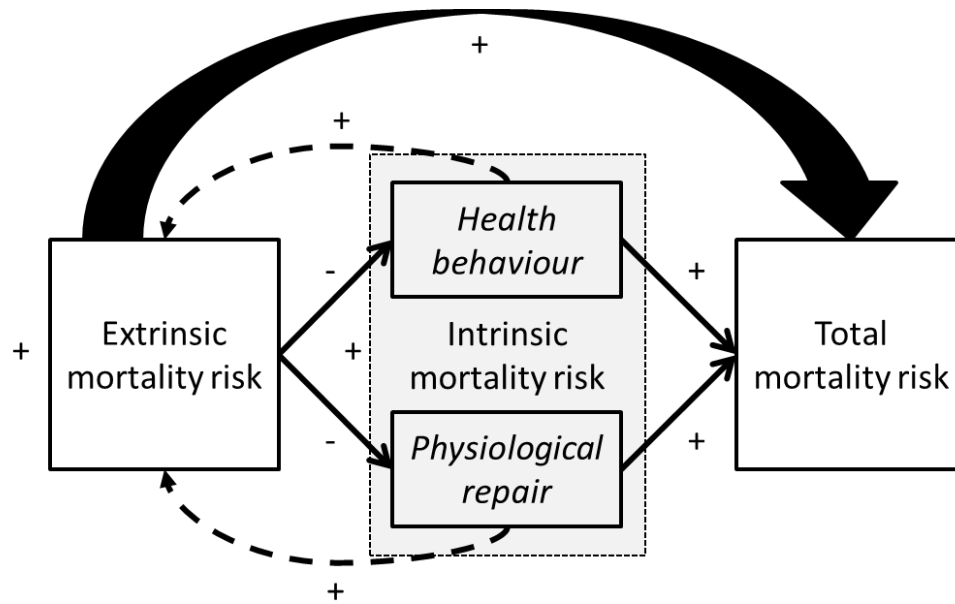 +
+
Health
behaviour
-
+
+
Extrinsic
mortality risk
+
Intrinsic
mortality risk
Total
mortality risk
-
Physiological
repair
+
+